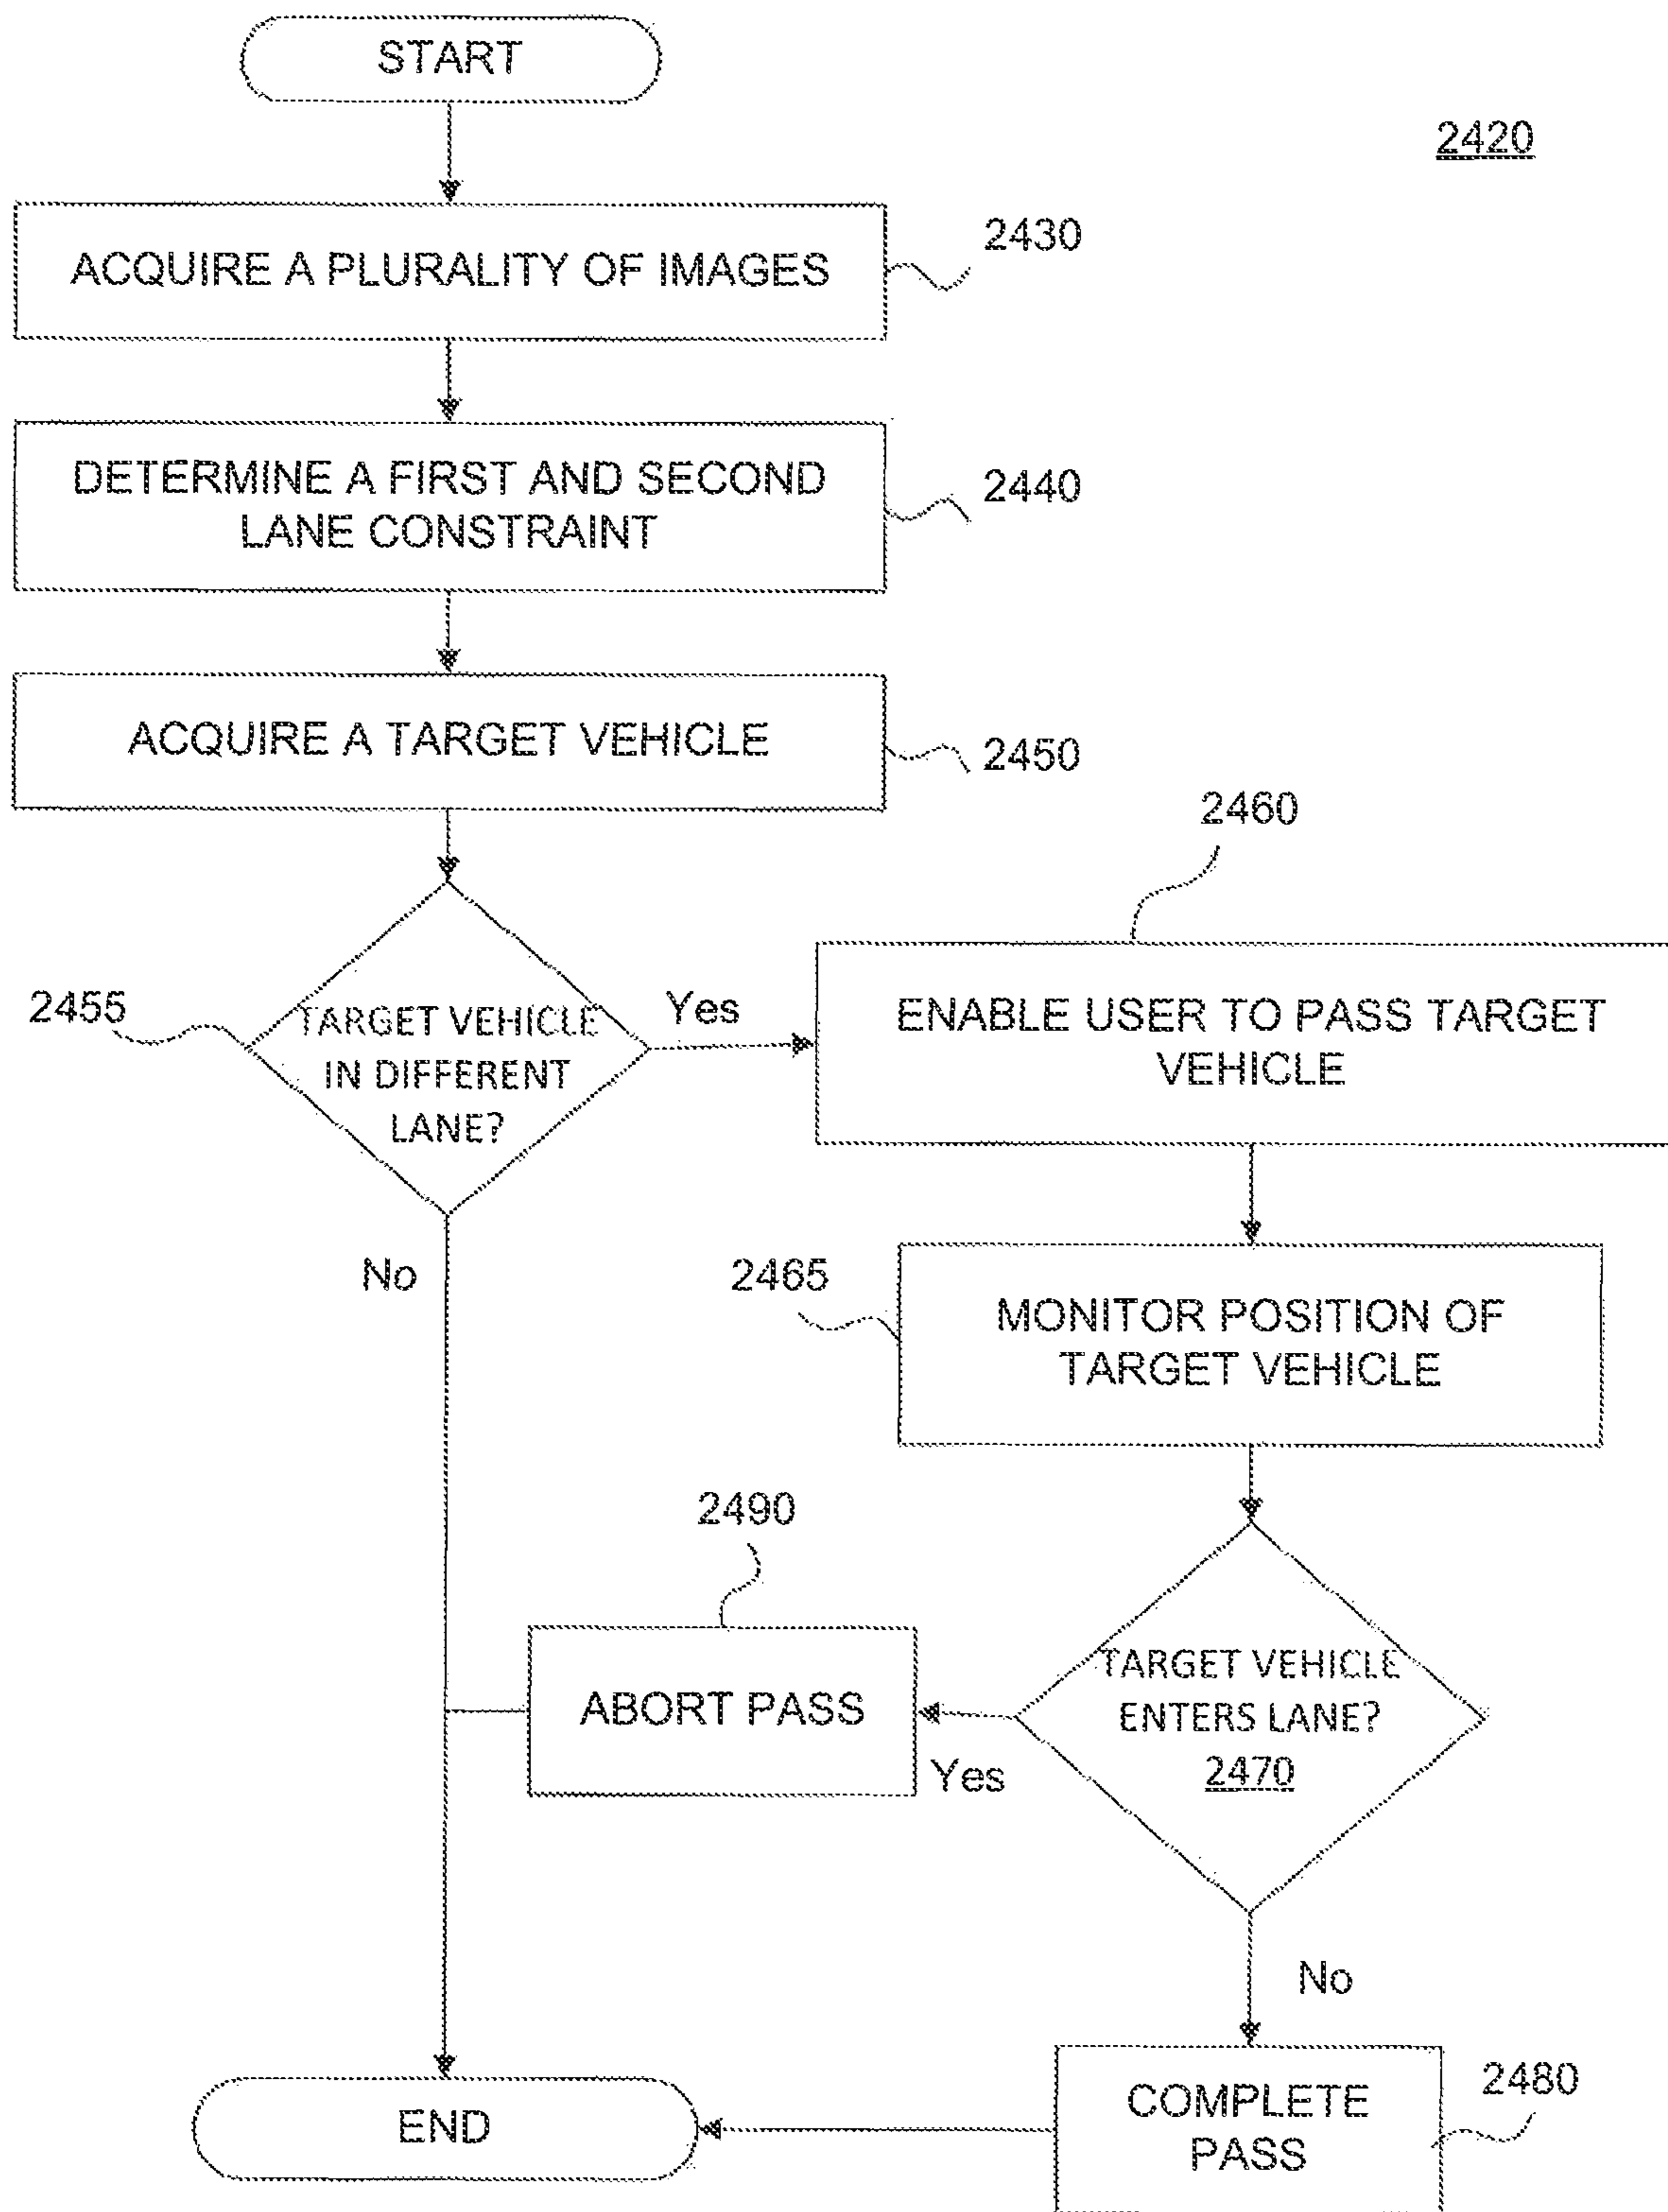 START
2420
ACQUIRE A PLURALITY OF IMAGES
2430
DETERMINE A FIRST AND SECOND
LANE CONSTRAINT
2440
ACQUIRE A TARGET VEHICLE
2450
2460
2455
TARGET VEHICLE
IN DIFFERENT
LANE?
Yes
ENABLE USER TO PASS TARGET
VEHICLE
No
2465
MONITOR POSITION OF
TARGET VEHICLE
2490
ABORT PASS
Yes
TARGET VEHICLE
ENTERS LANE?
2470
No
END
COMPLETE
PASS
2480